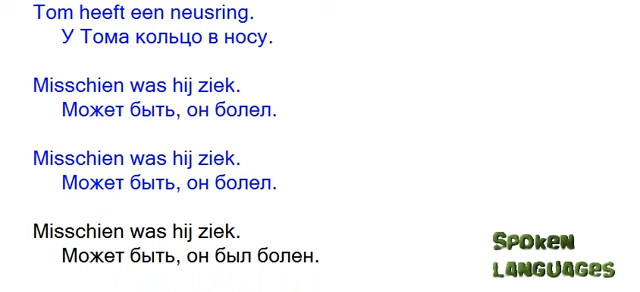 Tom heeft een neusring.
У Тома кольцо в носу.
Misschien was hij ziek.
Может быть, он болел.
Misschien was hij ziek.
Может быть, он болел.
Misschien was hij ziek.
Может быть, он был болен.
Spoken
Languages